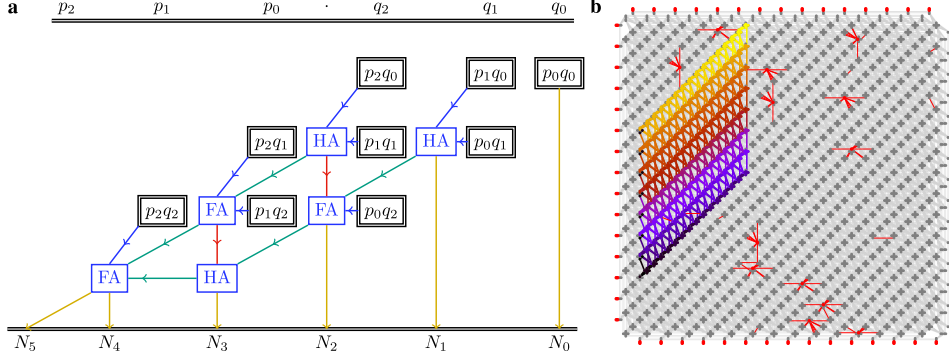 a
b
p₂ p₁ p₀ · q₂ q₁ q₀
p₂q₀ p₁q₀ p₀q₀
p₂q₁ HA p₁q₁ HA p₀q₁
p₂q₂ FA p₁q₂ FA p₀q₂
FA HA
N₅ N₄ N₃ N₂ N₁ N₀